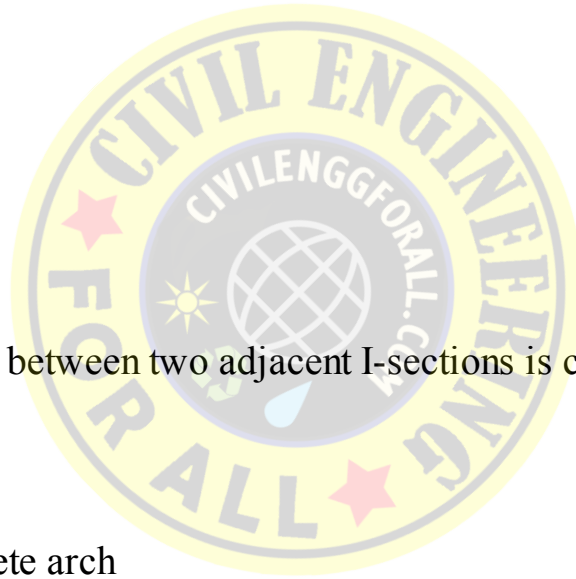 CIVIL ENGINEERING
CIVILENGGFORALL.COM
between two adjacent I-sections is c
ete arch
FOR ALL